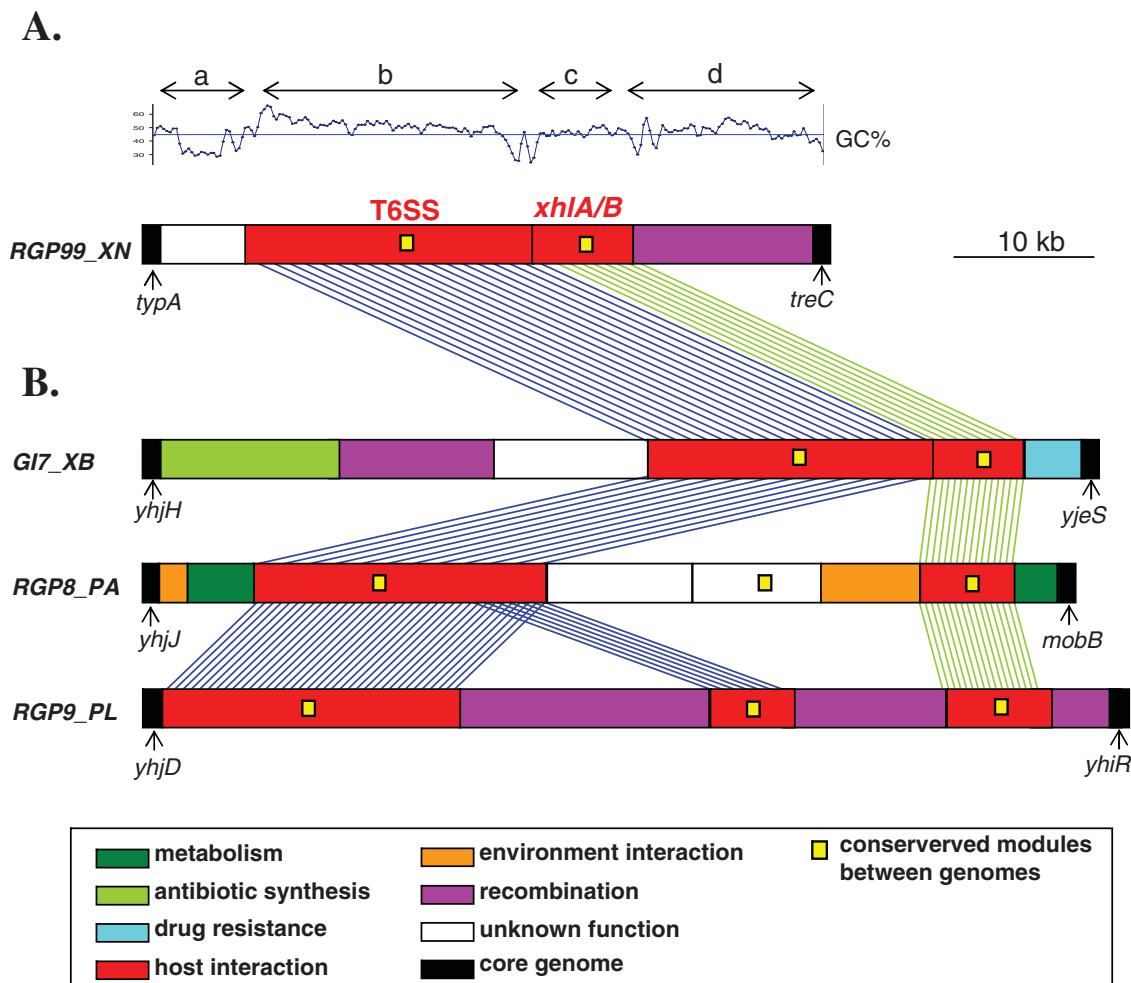 A.
a b c d
60
50
40
30
GC%
T6SS xhlA/B
RGP99_XN
10 kb
typA treC
B.
GI7_XB
yhjH yjeS
RGP8_PA
yhjJ mobB
RGP9_PL
yhjD yhiR
metabolism
antibiotic synthesis
drug resistance
host interaction
environment interaction
recombination
unknown function
core genome
conserverved modules
between genomes